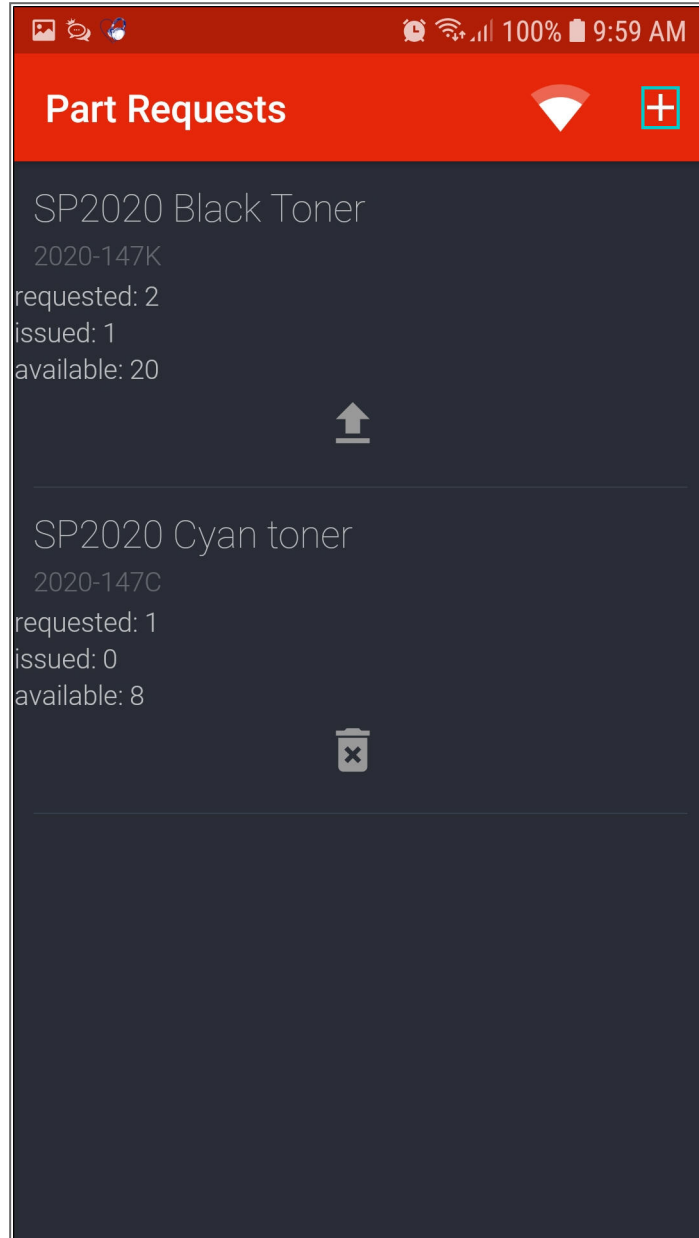 100% 9:59 AM
Part Requests
SP2020 Black Toner
2020-147K
requested: 2
issued: 1
available: 20
SP2020 Cyan toner
2020-147C
requested: 1
issued: 0
available: 8